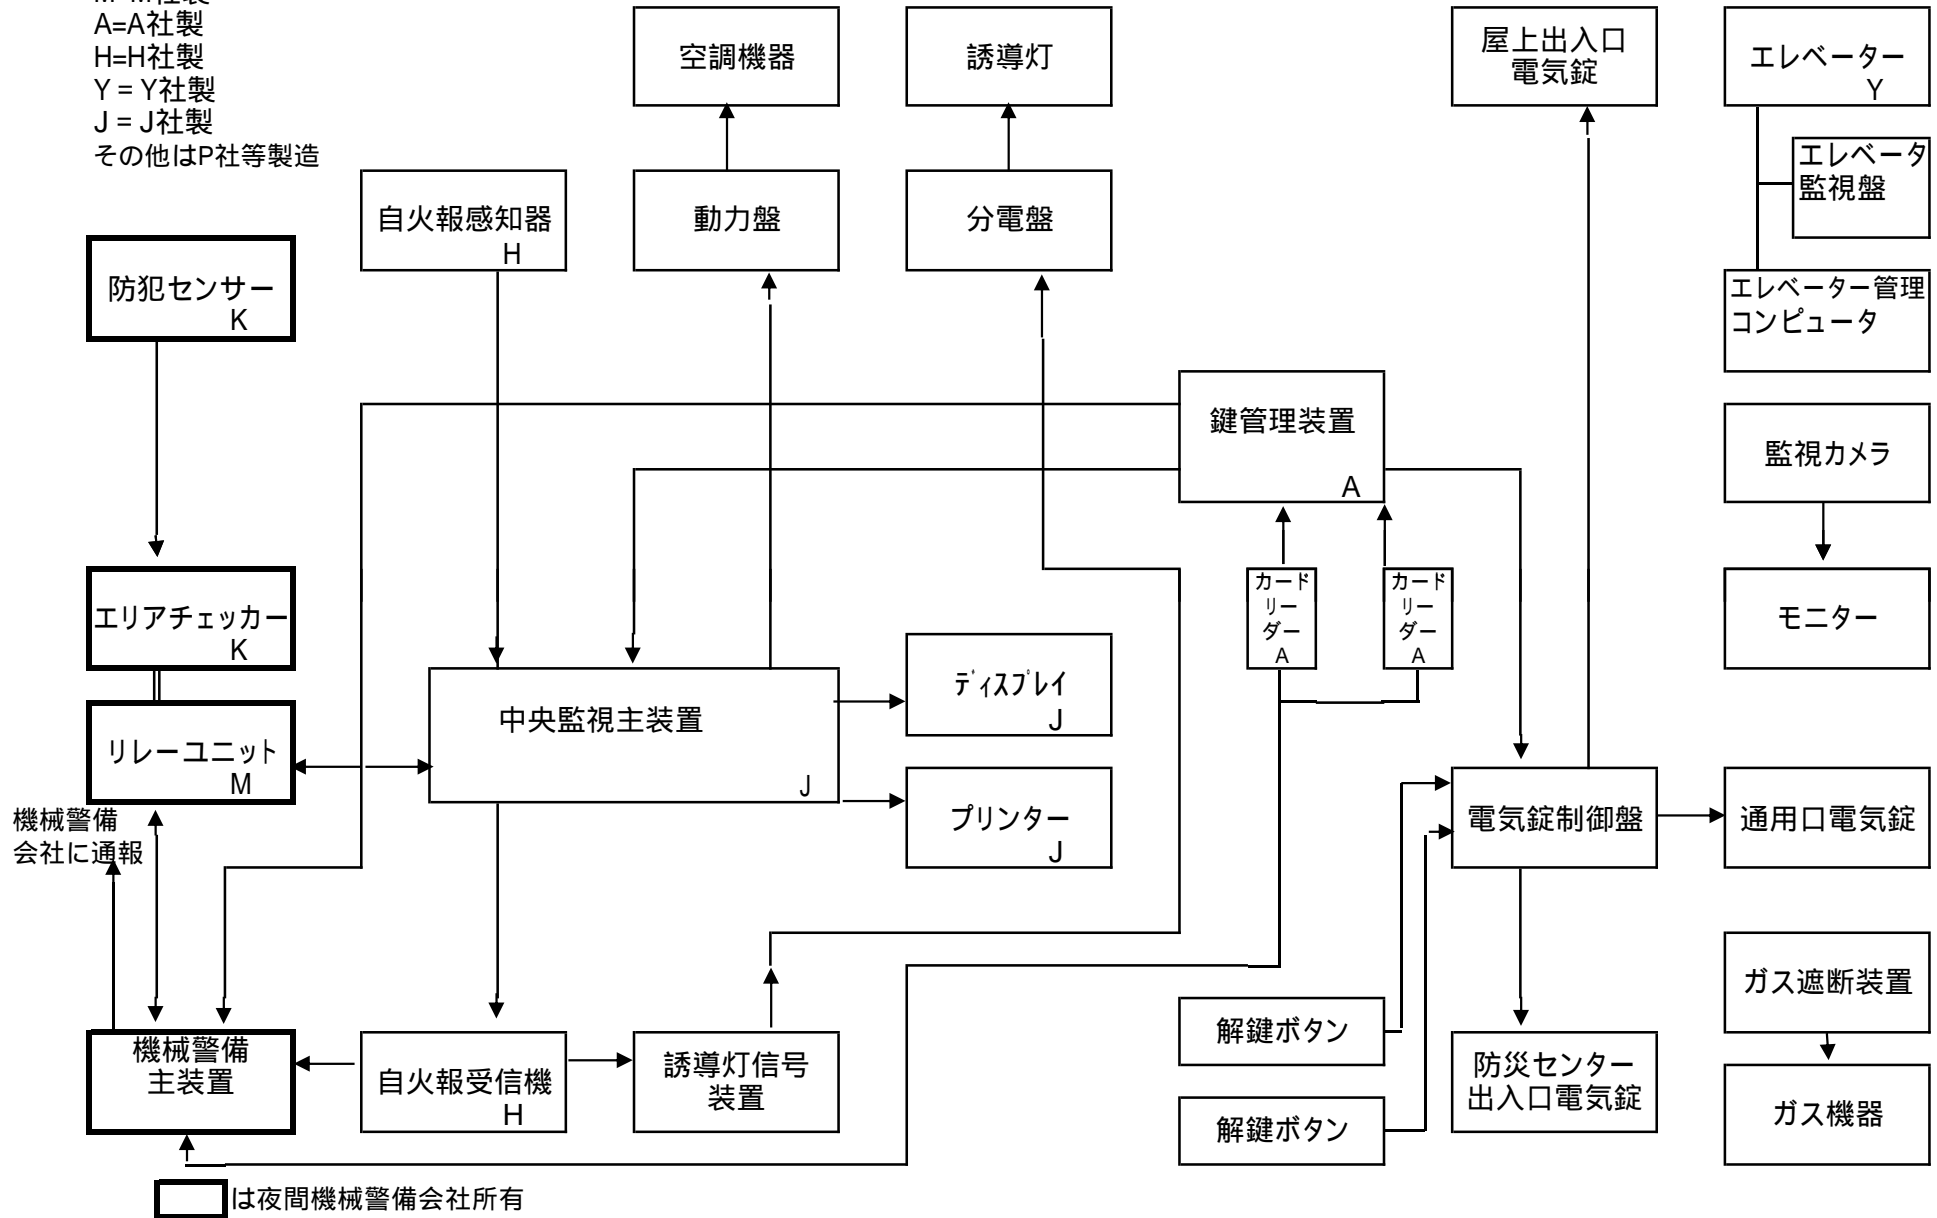 A=A社製
H=H社製
Y = Y社製
J = J社製
その他はP社等製造
空調機器
誘導灯
屋上出入口
電気錠
エレベーター
Y
エレベータ
監視盤
自火報感知器
H
動力盤
分電盤
防犯センサー
K
エレベーター管理
コンピュータ
鍵管理装置
A
監視カメラ
エリアチェッカー
K
カード
リー
ダー
A
カード
リー
ダー
A
モニター
ディスプレイ
J
中央監視主装置
J
リレーユニット
M
プリンター
J
電気錠制御盤
通用口電気錠
機械警備
会社に通報
ガス遮断装置
機械警備
主装置
自火報受信機
H
誘導灯信号
装置
解鍵ボタン
解鍵ボタン
防災センター
出入口電気錠
ガス機器
は夜間機械警備会社所有